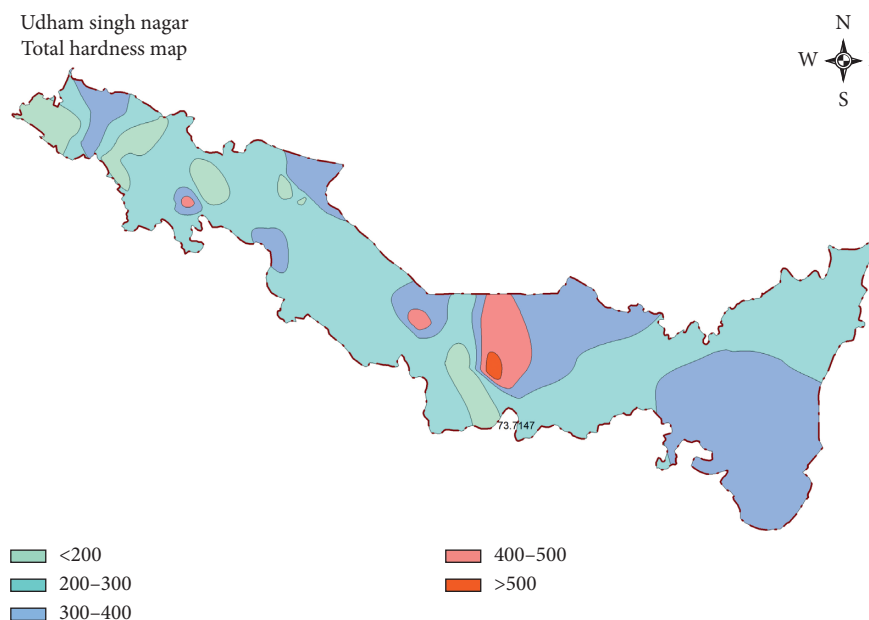 Udham singh nagar
Total hardness map
N
W
S
73.7147
<200
200–300
300–400
400–500
>500